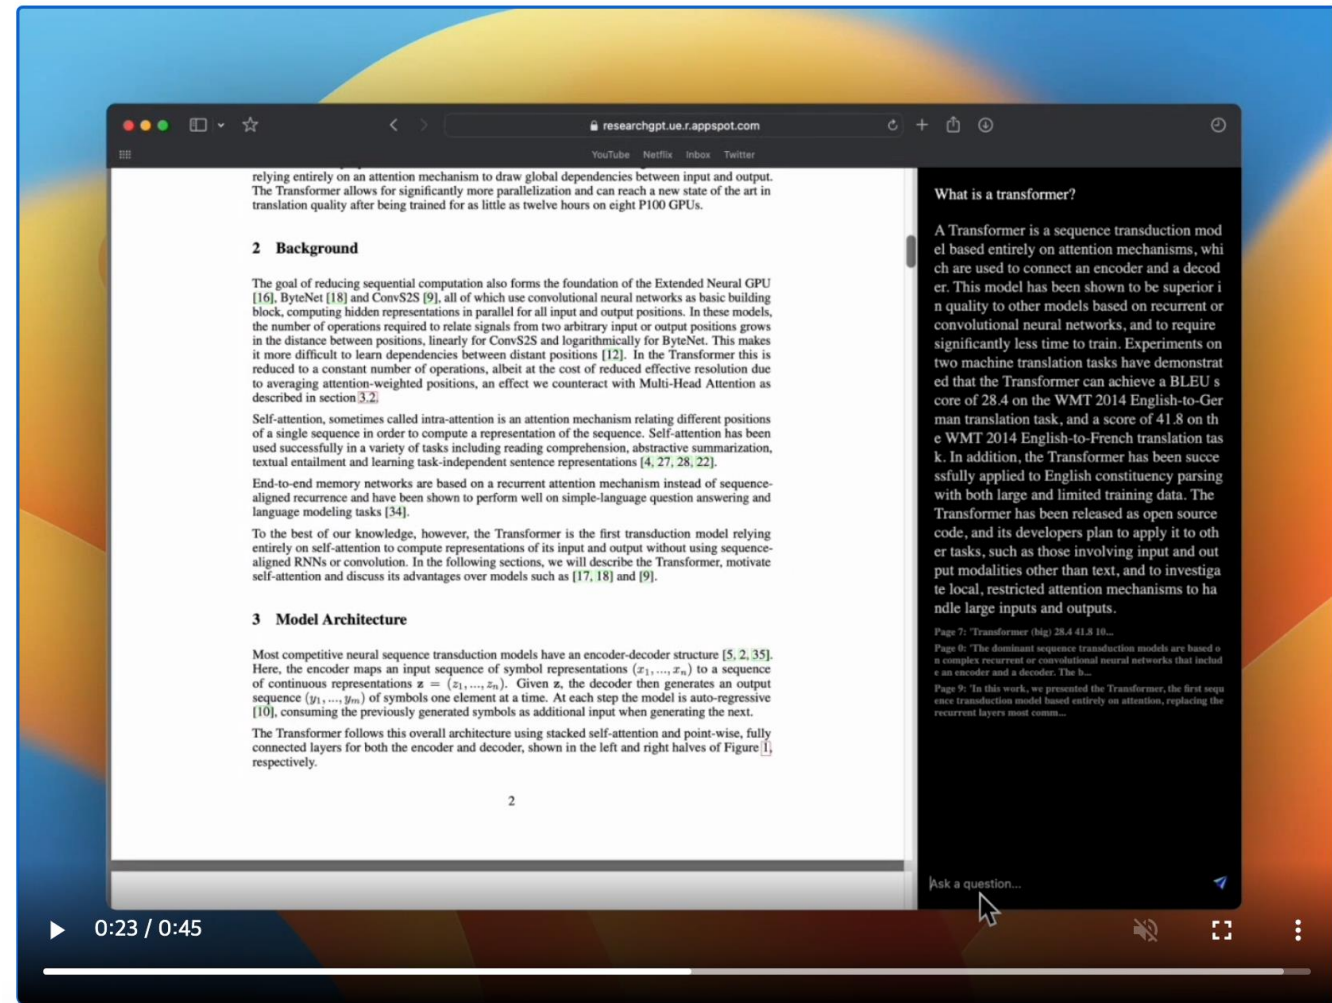 researchgpt.ue.r.appspot.com
YouTube Netflix Inbox Twitter
relying entirely on an attention mechanism to draw global dependencies between input and output.
The Transformer allows for significantly more parallelization and can reach a new state of the art in
translation quality after being trained for as little as twelve hours on eight P100 GPUs.
2 Background
The goal of reducing sequential computation also forms the foundation of the Extended Neural GPU
[16], ByteNet [18] and ConvS2S [9], all of which use convolutional neural networks as basic building
block, computing hidden representations in parallel for all input and output positions. In these models,
the number of operations required to relate signals from two arbitrary input or output positions grows
in the distance between positions, linearly for ConvS2S and logarithmically for ByteNet. This makes
it more difficult to learn dependencies between distant positions [12]. In the Transformer this is
reduced to a constant number of operations, albeit at the cost of reduced effective resolution due
to averaging attention-weighted positions, an effect we counteract with Multi-Head Attention as
described in section 3.2.
Self-attention, sometimes called intra-attention is an attention mechanism relating different positions
of a single sequence in order to compute a representation of the sequence. Self-attention has been
used successfully in a variety of tasks including reading comprehension, abstractive summarization,
textual entailment and learning task-independent sentence representations [4, 27, 28, 22].
End-to-end memory networks are based on a recurrent attention mechanism instead of sequence-
aligned recurrence and have been shown to perform well on simple-language question answering and
language modeling tasks [34].
To the best of our knowledge, however, the Transformer is the first transduction model relying
entirely on self-attention to compute representations of its input and output without using sequence-
aligned RNNs or convolution. In the following sections, we will describe the Transformer, motivate
self-attention and discuss its advantages over models such as [17, 18] and [9].
3 Model Architecture
Most competitive neural sequence transduction models have an encoder-decoder structure [5, 2, 35].
Here, the encoder maps an input sequence of symbol representations (x₁, ..., xₙ) to a sequence
of continuous representations z = (z₁, ..., zₙ). Given z, the decoder then generates an output
sequence (y₁, ..., yₘ) of symbols one element at a time. At each step the model is auto-regressive
[10], consuming the previously generated symbols as additional input when generating the next.
The Transformer follows this overall architecture using stacked self-attention and point-wise, fully
connected layers for both the encoder and decoder, shown in the left and right halves of Figure 1,
respectively.
2
What is a transformer?
A Transformer is a sequence transduction mod
el based entirely on attention mechanisms, whi
ch are used to connect an encoder and a decod
er. This model has been shown to be superior i
n quality to other models based on recurrent or
convolutional neural networks, and to require
significantly less time to train. Experiments on
two machine translation tasks have demonstrat
ed that the Transformer can achieve a BLEU s
core of 28.4 on the WMT 2014 English-to-Ger
man translation task, and a score of 41.8 on th
e WMT 2014 English-to-French translation tas
k. In addition, the Transformer has been succe
ssfully applied to English constituency parsing
with both large and limited training data. The
Transformer has been released as open source
code, and its developers plan to apply it to oth
er tasks, such as those involving input and out
put modalities other than text, and to investiga
te local, restricted attention mechanisms to ha
ndle large inputs and outputs.
Page 7: 'Transformer (big) 28.4 41.8 10...
Page 0: 'The dominant sequence transduction models are based o
n complex recurrent or convolutional neural networks that includ
e an encoder and a decoder. The b...
Page 9: 'In this work, we presented the Transformer, the first sequ
ence transduction model based entirely on attention, replacing the
recurrent layers most comm...
Ask a question...
0:23 / 0:45